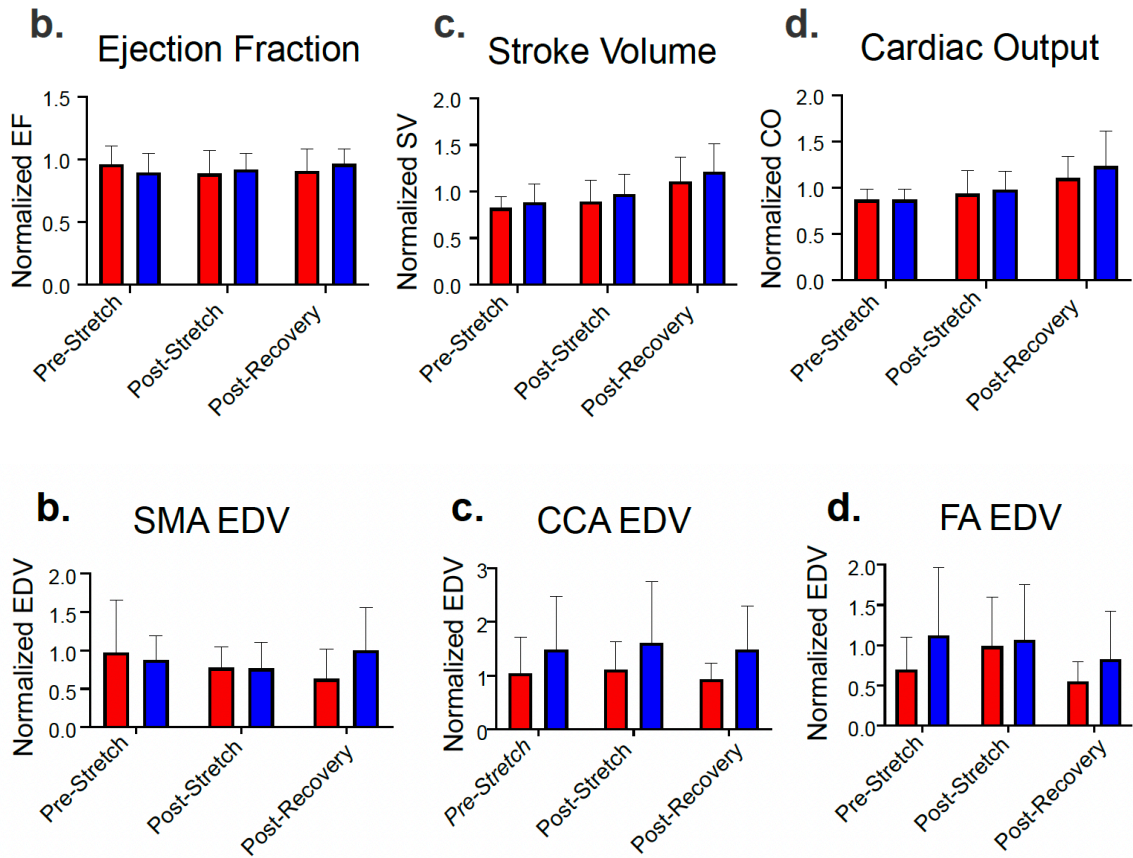 b.
Ejection Fraction
Normalized EF
1.5
1.0
0.5
0.0
Pre-Stretch
Post-Stretch
Post-Recovery
c.
Stroke Volume
Normalized SV
2.0
1.5
1.0
0.5
0.0
Pre-Stretch
Post-Stretch
Post-Recovery
d.
Cardiac Output
Normalized CO
2.0
1.5
1.0
0.5
0.0
Pre-Stretch
Post-Stretch
Post-Recovery
b.
SMA EDV
Normalized EDV
2.0
1.5
1.0
0.5
0.0
Pre-Stretch
Post-Stretch
Post-Recovery
c.
CCA EDV
Normalized EDV
3
2
1
0
Pre-Stretch
Post-Stretch
Post-Recovery
d.
FA EDV
Normalized EDV
2.0
1.5
1.0
0.5
0.0
Pre-Stretch
Post-Stretch
Post-Recovery